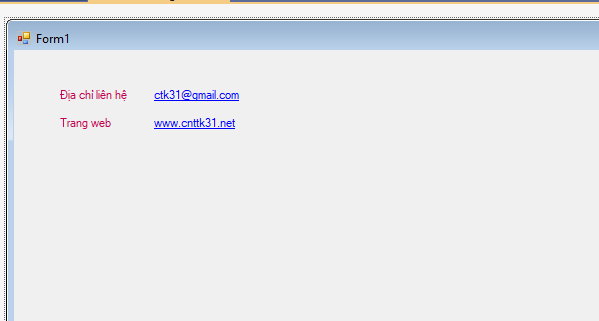 Form1
Địa chỉ liên hệ ctk31@gmail.com
Trang web www.cnttk31.net